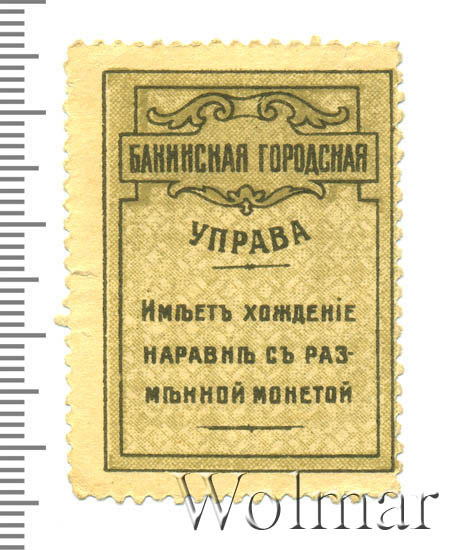 БАКИНСКАЯ ГОРОДСКАЯ
УПРАВА
ИМѢЕТЪ ХОЖДЕНІЕ
НАРАВНѢ СЪ РАЗ-
МѢННОЙ МОНЕТОЙ
Wolmar